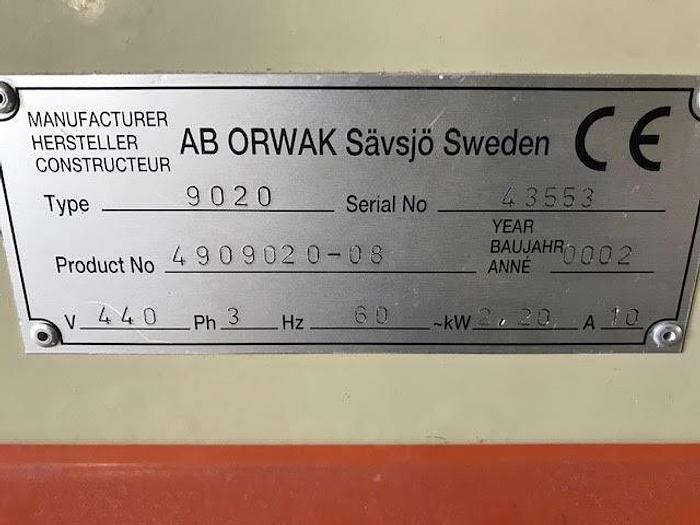 MANUFACTURER
HERSTELLER
CONSTRUCTEUR
AB ORWAK Sävsjö Sweden CE
Type 9020 Serial No 43553
Product No 4909020-08
YEAR
BAUJAHR
ANNÉ
0002
V 440 Ph 3 Hz 60 ~kW 2,20 A 10